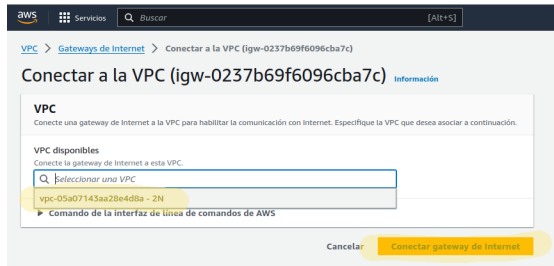 aws Servicios Buscar [Alt+S]
VPC > Gateways de Internet > Conectar a la VPC (igw-0237b69f6096cba7c)
Conectar a la VPC (igw-0237b69f6096cba7c) Información
VPC
Conecte una gateway de Internet a la VPC para habilitar la comunicación con Internet. Especifique la VPC que desea asociar a continuación.
VPC disponibles
Conecte la gateway de Internet a esta VPC.
Seleccionar una VPC
vpc-05a07143aa28e4d8a - 2N
Comando de la interfaz de línea de comandos de AWS
Cancelar Conectar gateway de Internet